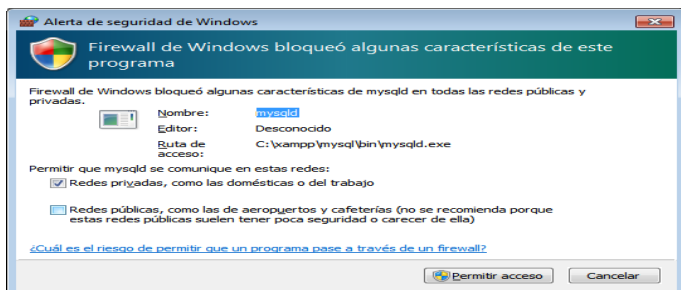 Alerta de seguridad de Windows
Firewall de Windows bloqueó algunas características de este
programa
Firewall de Windows bloqueó algunas características de mysqld en todas las redes públicas y
privadas.
Nombre: mysqld
Editor: Desconocido
Ruta de C:\xampp\mysql\bin\mysqld.exe
acceso:
Permitir que mysqld se comunique en estas redes:
Redes privadas, como las domésticas o del trabajo
Redes públicas, como las de aeropuertos y cafeterías (no se recomienda porque
estas redes públicas suelen tener poca seguridad o carecer de ella)
¿Cuál es el riesgo de permitir que un programa pase a través de un firewall?
Permitir acceso Cancelar